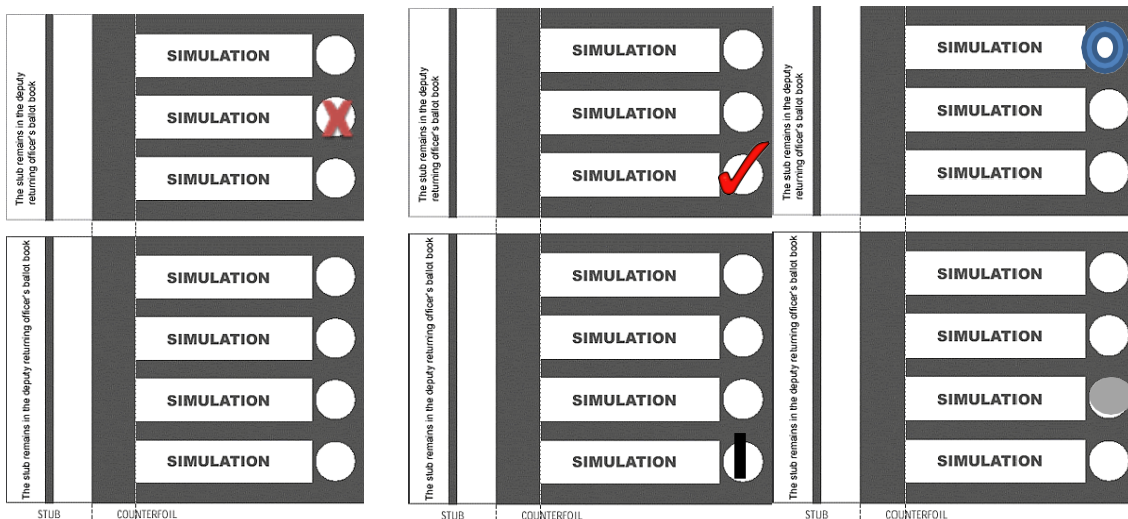 The stub remains in the deputy
returning officer's ballot book
SIMULATION
SIMULATION
X
SIMULATION
The stub remains in the deputy
returning officer's ballot book
SIMULATION
SIMULATION
SIMULATION
The stub remains in the deputy
returning officer's ballot book
SIMULATION
SIMULATION
SIMULATION
The stub remains in the deputy returning officer's ballot book
SIMULATION
SIMULATION
SIMULATION
SIMULATION
STUB
COUNTERFOIL
The stub remains in the deputy returning officer's ballot book
SIMULATION
SIMULATION
SIMULATION
SIMULATION
STUB
COUNTERFOIL
The stub remains in the deputy returning officer's ballot book
SIMULATION
SIMULATION
SIMULATION
SIMULATION
STUB
COUNTERFOIL